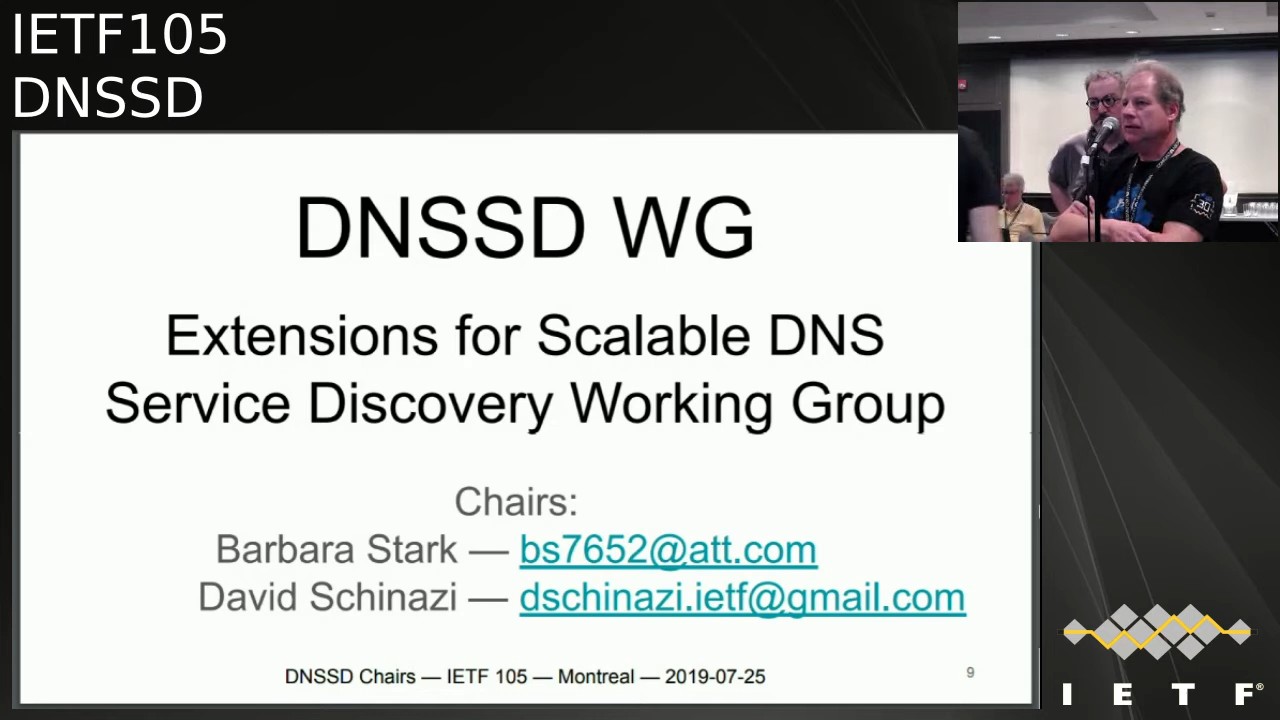 IETF105
DNSSD
DNSSD WG
Extensions for Scalable DNS
Service Discovery Working Group
Chairs:
Barbara Stark — bs7652@att.com
David Schinazi — dschinazi.ietf@gmail.com
DNSSD Chairs — IETF 105 — Montreal — 2019-07-25
9
30
I E T F®